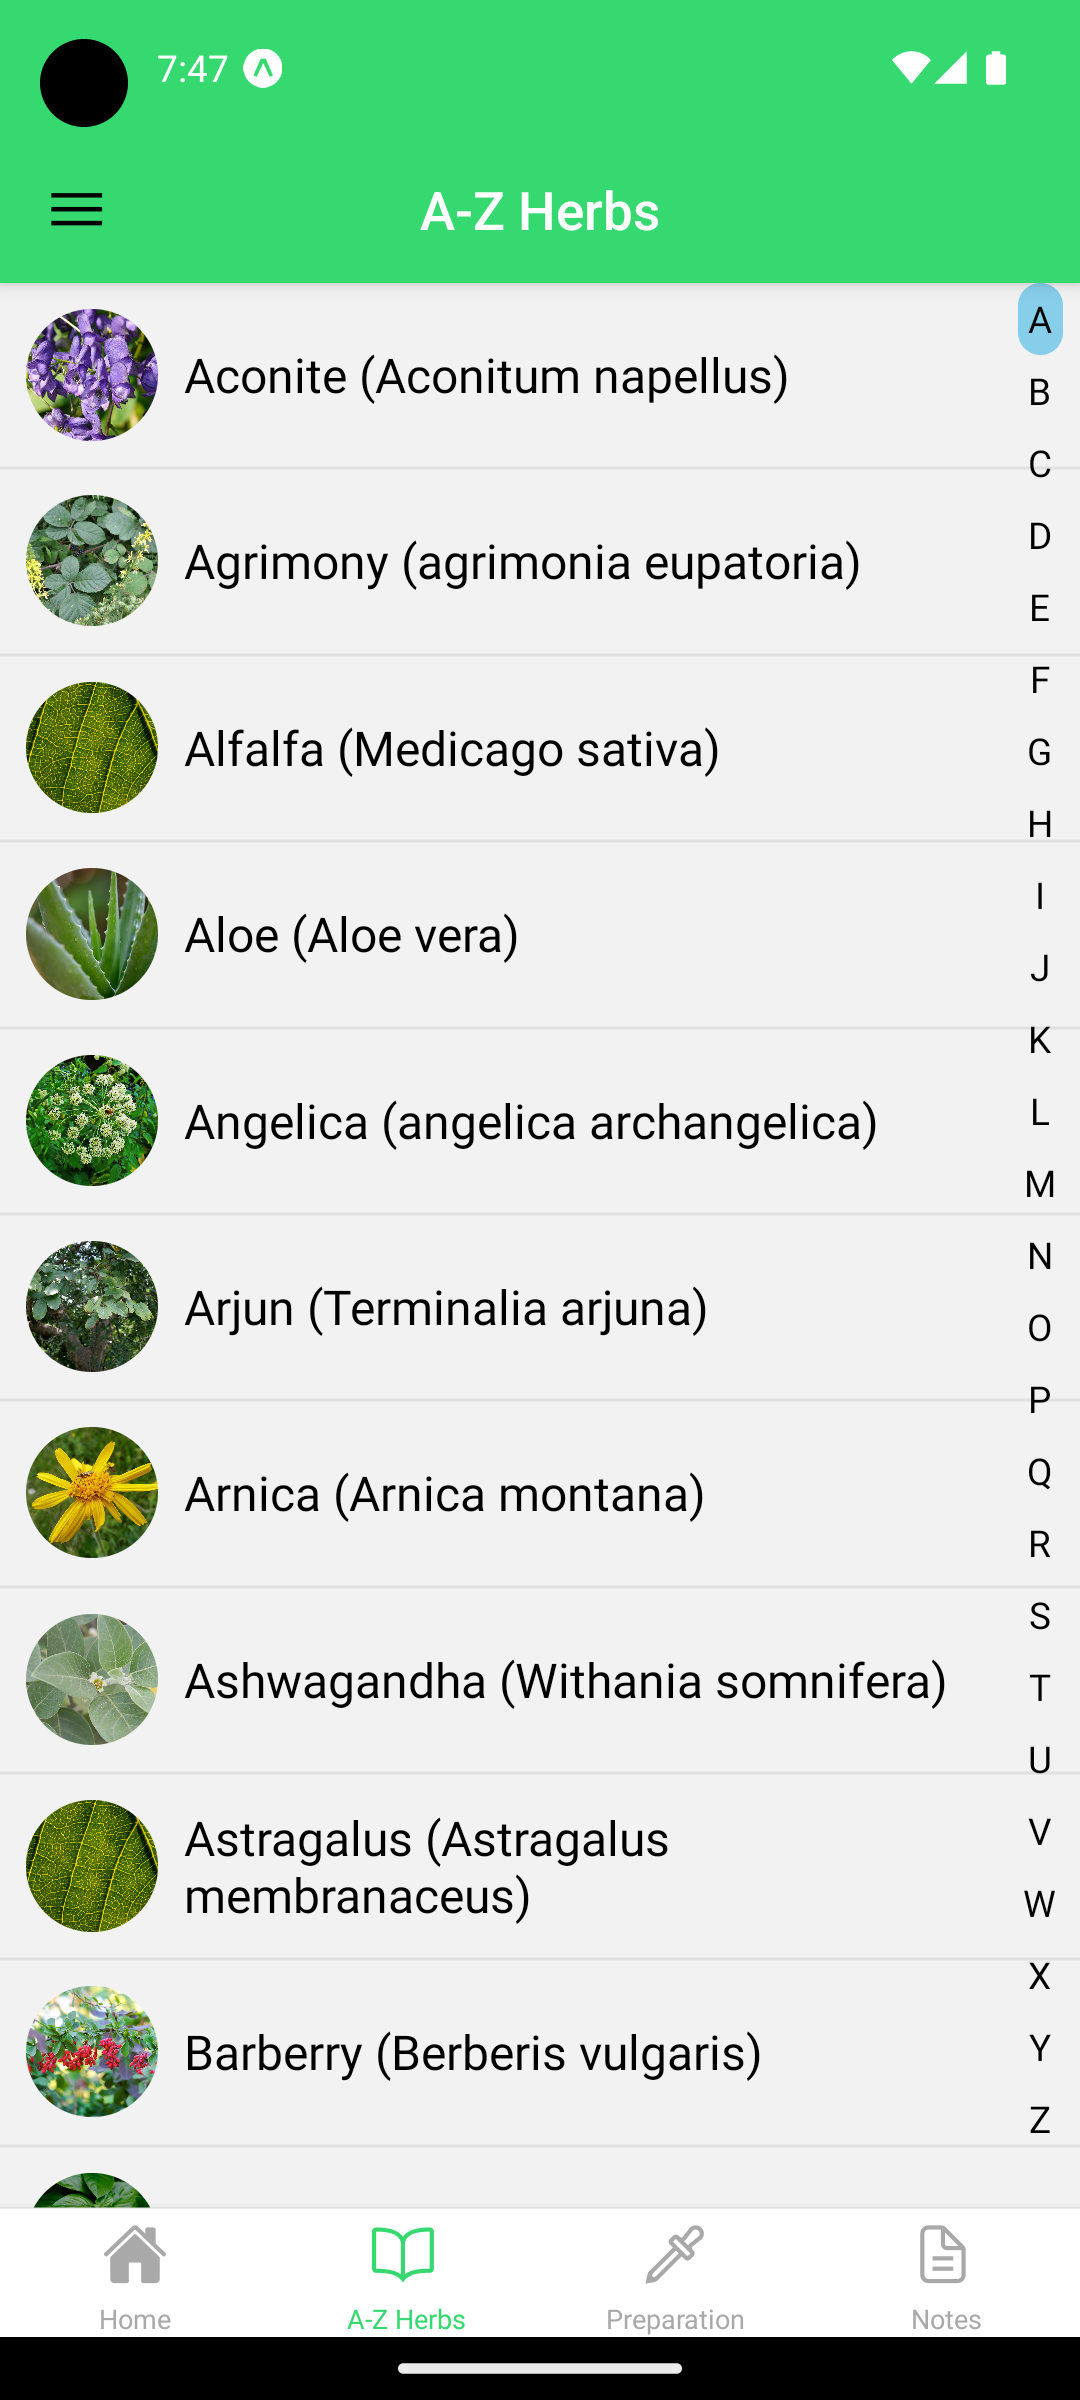 7:47
A-Z Herbs
Aconite (Aconitum napellus)
Agrimony (agrimonia eupatoria)
Alfalfa (Medicago sativa)
Aloe (Aloe vera)
Angelica (angelica archangelica)
Arjun (Terminalia arjuna)
Arnica (Arnica montana)
Ashwagandha (Withania somnifera)
Astragalus (Astragalus
membranaceus)
Barberry (Berberis vulgaris)
A
B
C
D
E
F
G
H
I
J
K
L
M
N
O
P
Q
R
S
T
U
V
W
X
Y
Z
Home
A-Z Herbs
Preparation
Notes